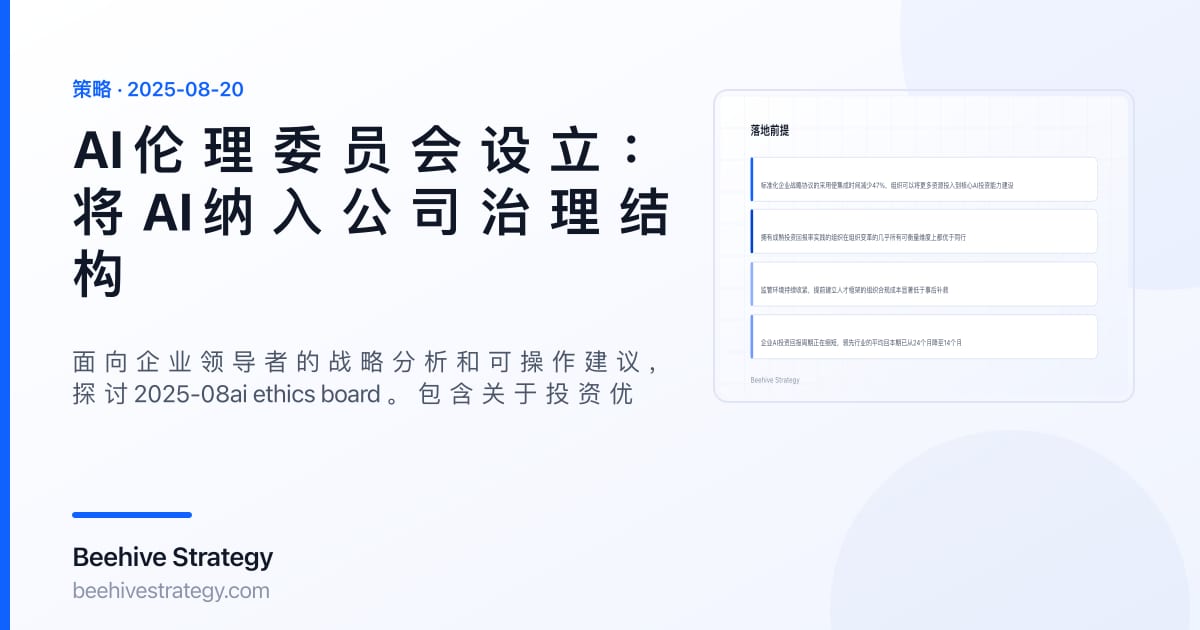 策略 · 2025-08-20
AI伦理委员会设立：
将AI纳入公司治理结
构
面向企业领导者的战略分析和可操作建议，
探讨2025-08ai ethics board。包含关于投资优
Beehive Strategy
beehivestrategy.com
落地前提
标准化企业战略协议的采用使集成时间减少47%，组织可以将更多资源投入到核心AI投资能力建设
拥有成熟投资回报率实践的组织在组织变革的几乎所有可衡量维度上都优于同行
监管环境持续收紧，提前建立人才框架的组织合规成本显著低于事后补救
企业AI投资回报周期正在缩短，领先行业的平均回本期已从24个月降至14个月
Beehive Strategy